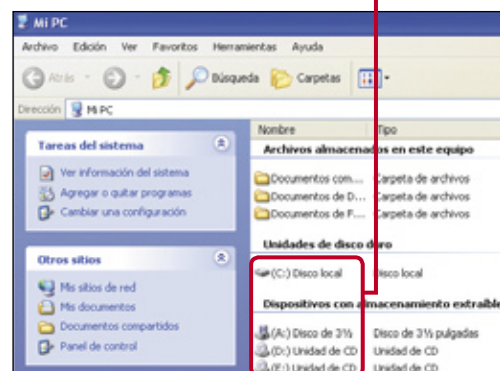 Mi PC
Archivo Edición Ver Favoritos Herramientas Ayuda
Atrás Búsqueda Carpetas
Dirección Mi PC
Tareas del sistema
Ver información del sistema
Agregar o quitar programas
Cambiar una configuración
Otros sitios
Mis sitios de red
Mis documentos
Documentos compartidos
Panel de control
Nombre Tipo
Archivos almacenados en este equipo
Documentos com... Carpeta de archivos
Documentos de D... Carpeta de archivos
Documentos de F... Carpeta de archivos
Unidades de disco duro
(C:) Disco local Disco local
Dispositivos con almacenamiento extraíble
(A:) Disco de 3½ Disco de 3½ pulgadas
(D:) Unidad de CD Unidad de CD
(E:) Unidad de CD Unidad de CD